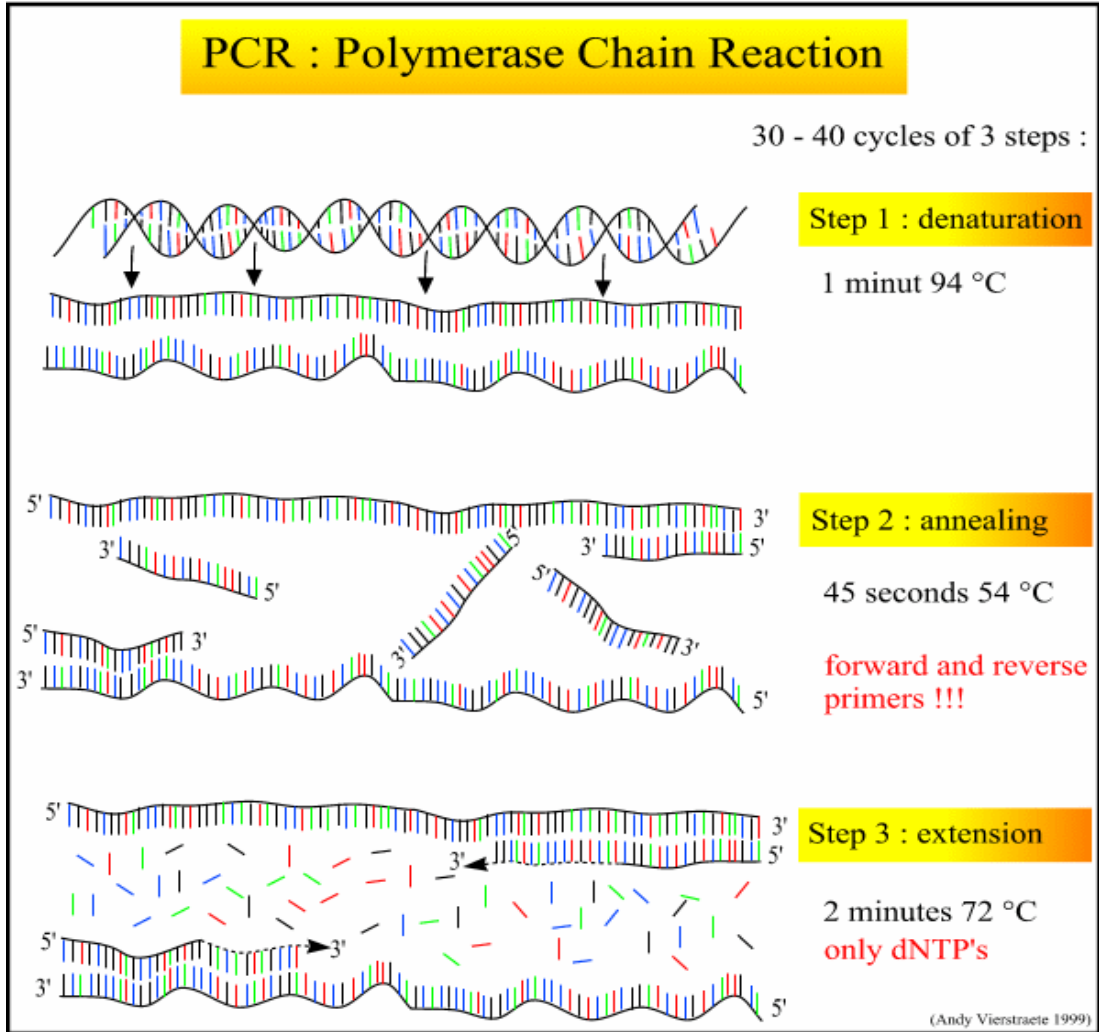 PCR : Polymerase Chain Reaction
30 - 40 cycles of 3 steps :
Step 1 : denaturation
1 minut 94 °C
5'
3'
Step 2 : annealing
3'
5'
3'
5'
5'
5'
45 seconds 54 °C
5'
3'
3'
3'
3'
forward and reverse
primers !!!
5'
5'
3'
Step 3 : extension
3'
5'
2 minutes 72 °C
only dNTP's
5'
3'
3'
5'
(Andy Vierstraete 1999)